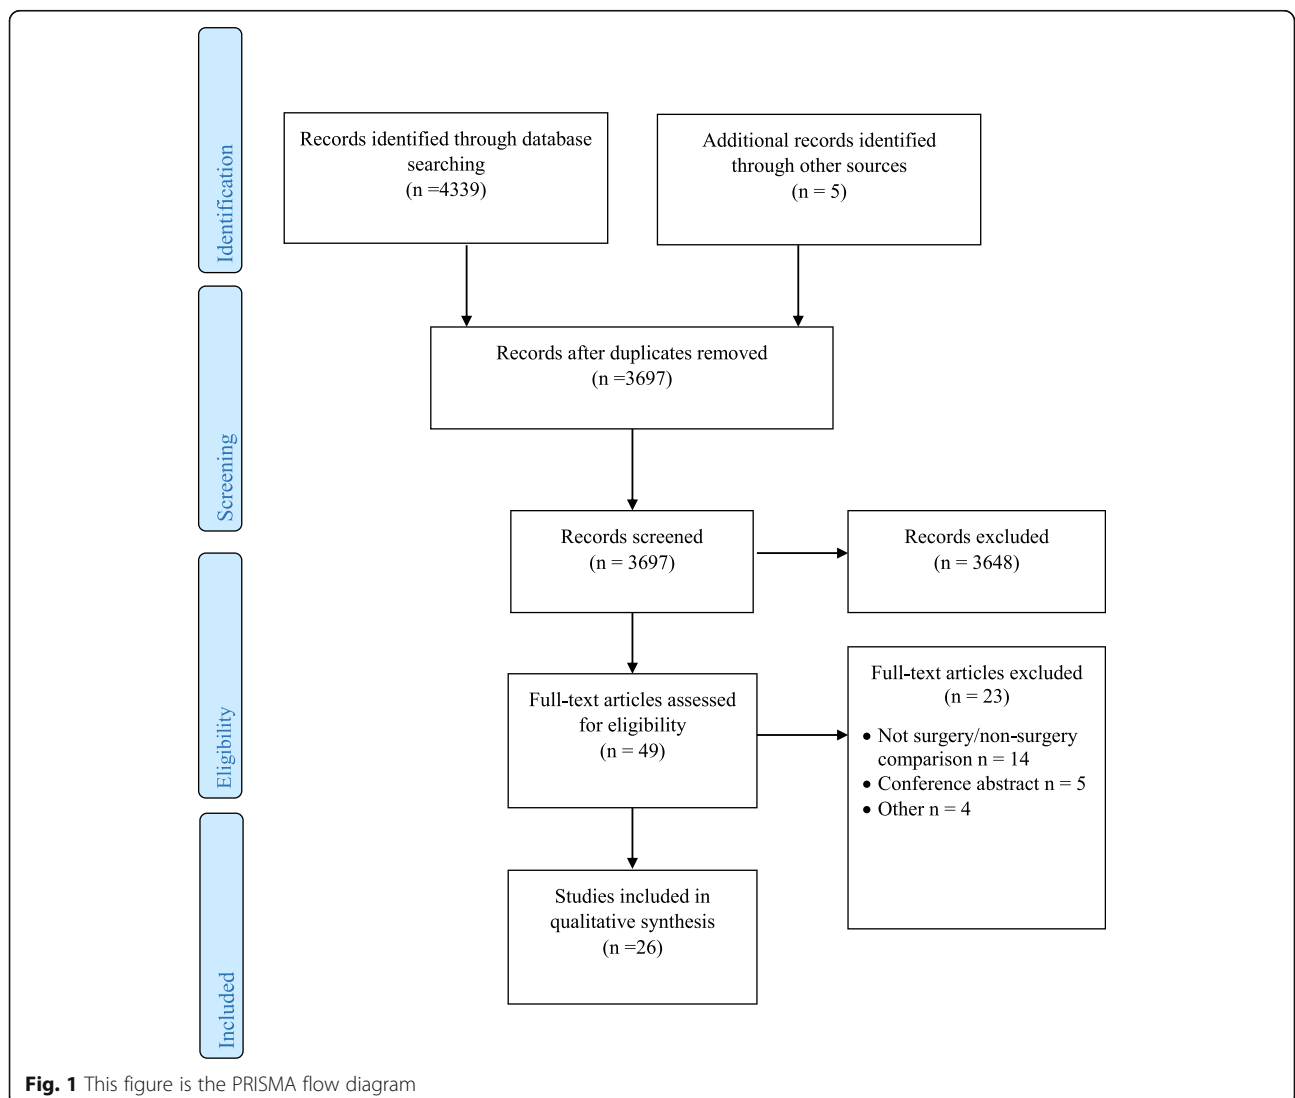 Identification
Records identified through database
searching
(n =4339)
Additional records identified
through other sources
(n = 5)
Screening
Records after duplicates removed
(n =3697)
Records screened
(n = 3697)
Records excluded
(n = 3648)
Eligibility
Full-text articles assessed
for eligibility
(n = 49)
Full-text articles excluded
(n = 23)
• Not surgery/non-surgery
comparison n = 14
• Conference abstract n = 5
• Other n = 4
Included
Studies included in
qualitative synthesis
(n =26)
Fig. 1 This figure is the PRISMA flow diagram